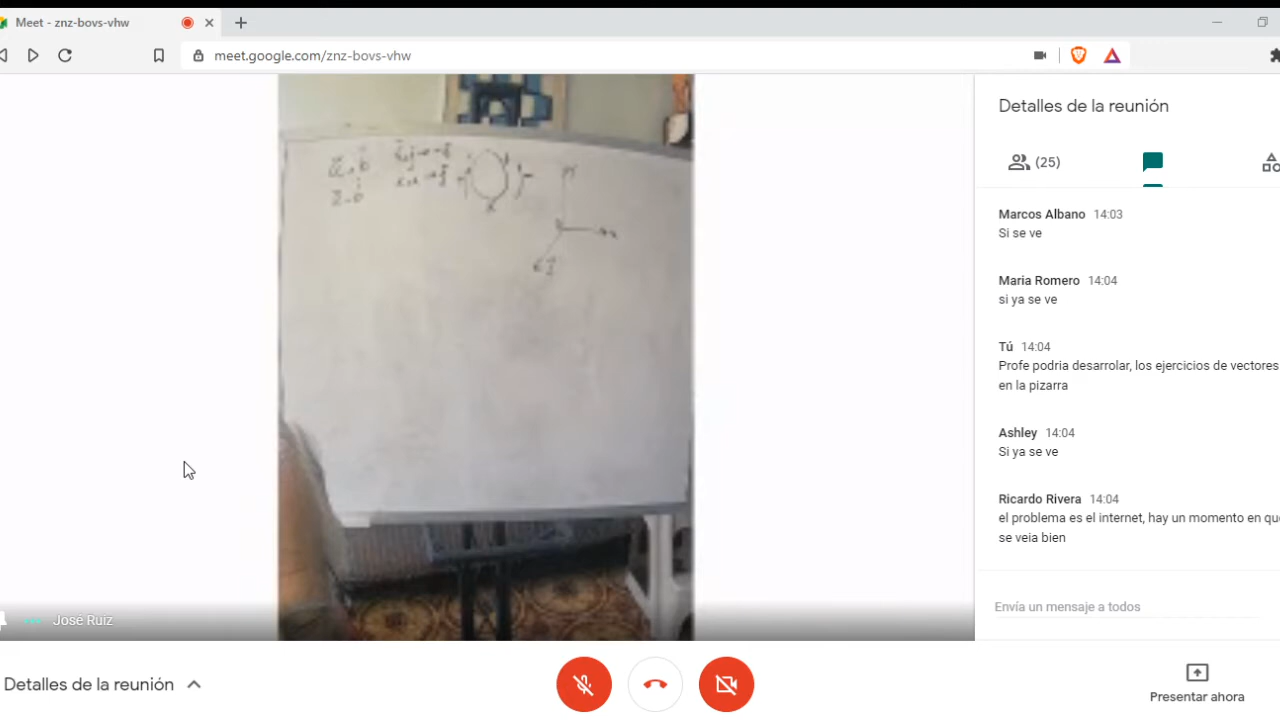 Meet - znz-bovs-vhw
meet.google.com/znz-bovs-vhw
Detalles de la reunión
(25)
Marcos Albano 14:03
Si se ve
Maria Romero 14:04
si ya se ve
Tú 14:04
Profe podria desarrolar, los ejercicios de vectores
en la pizarra
Ashley 14:04
Si ya se ve
Ricardo Rivera 14:04
el problema es el internet, hay un momento en que
se veia bien
Envía un mensaje a todos
José Ruiz
Detalles de la reunión
Presentar ahora